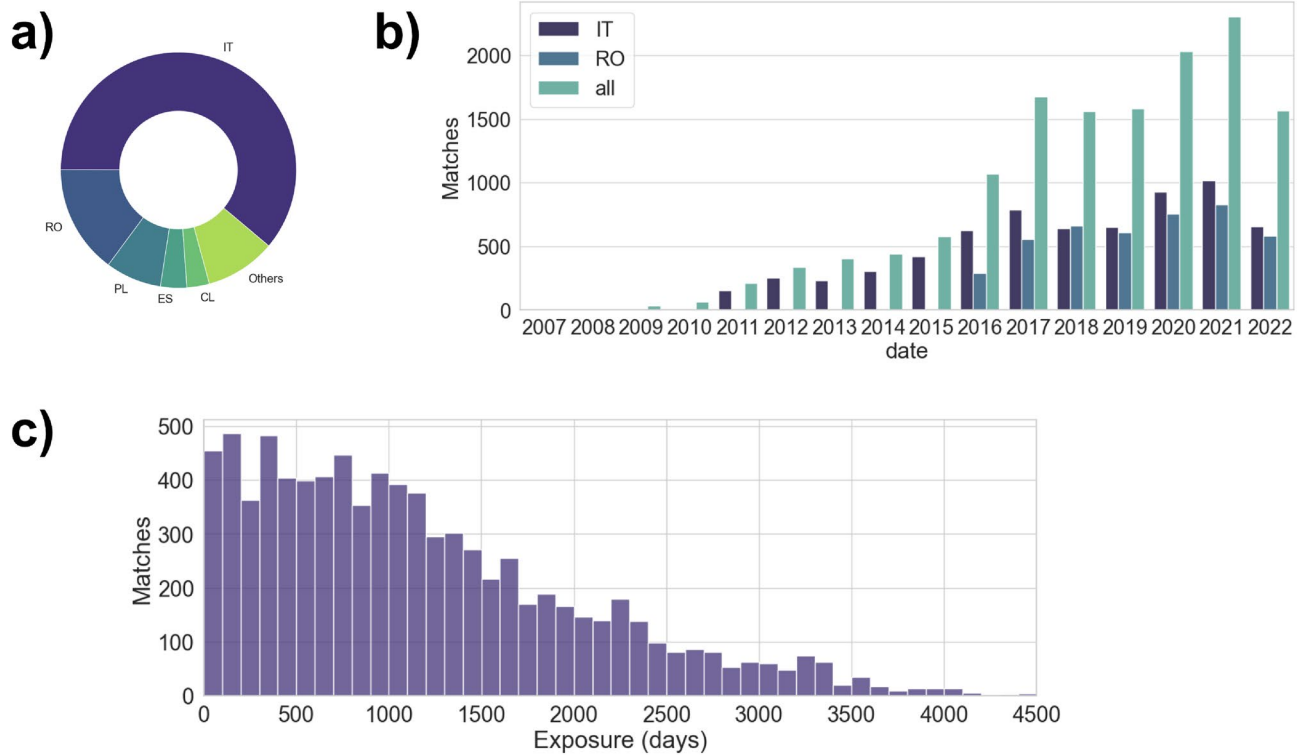 a)
IT
RO
PL
ES
CL
Others
b)
IT
RO
all
Matches
2000
1500
1000
500
0
2007 2008 2009 2010 2011 2012 2013 2014 2015 2016 2017 2018 2019 2020 2021 2022
date
c)
Matches
500
400
300
200
100
0
0 500 1000 1500 2000 2500 3000 3500 4000 4500
Exposure (days)